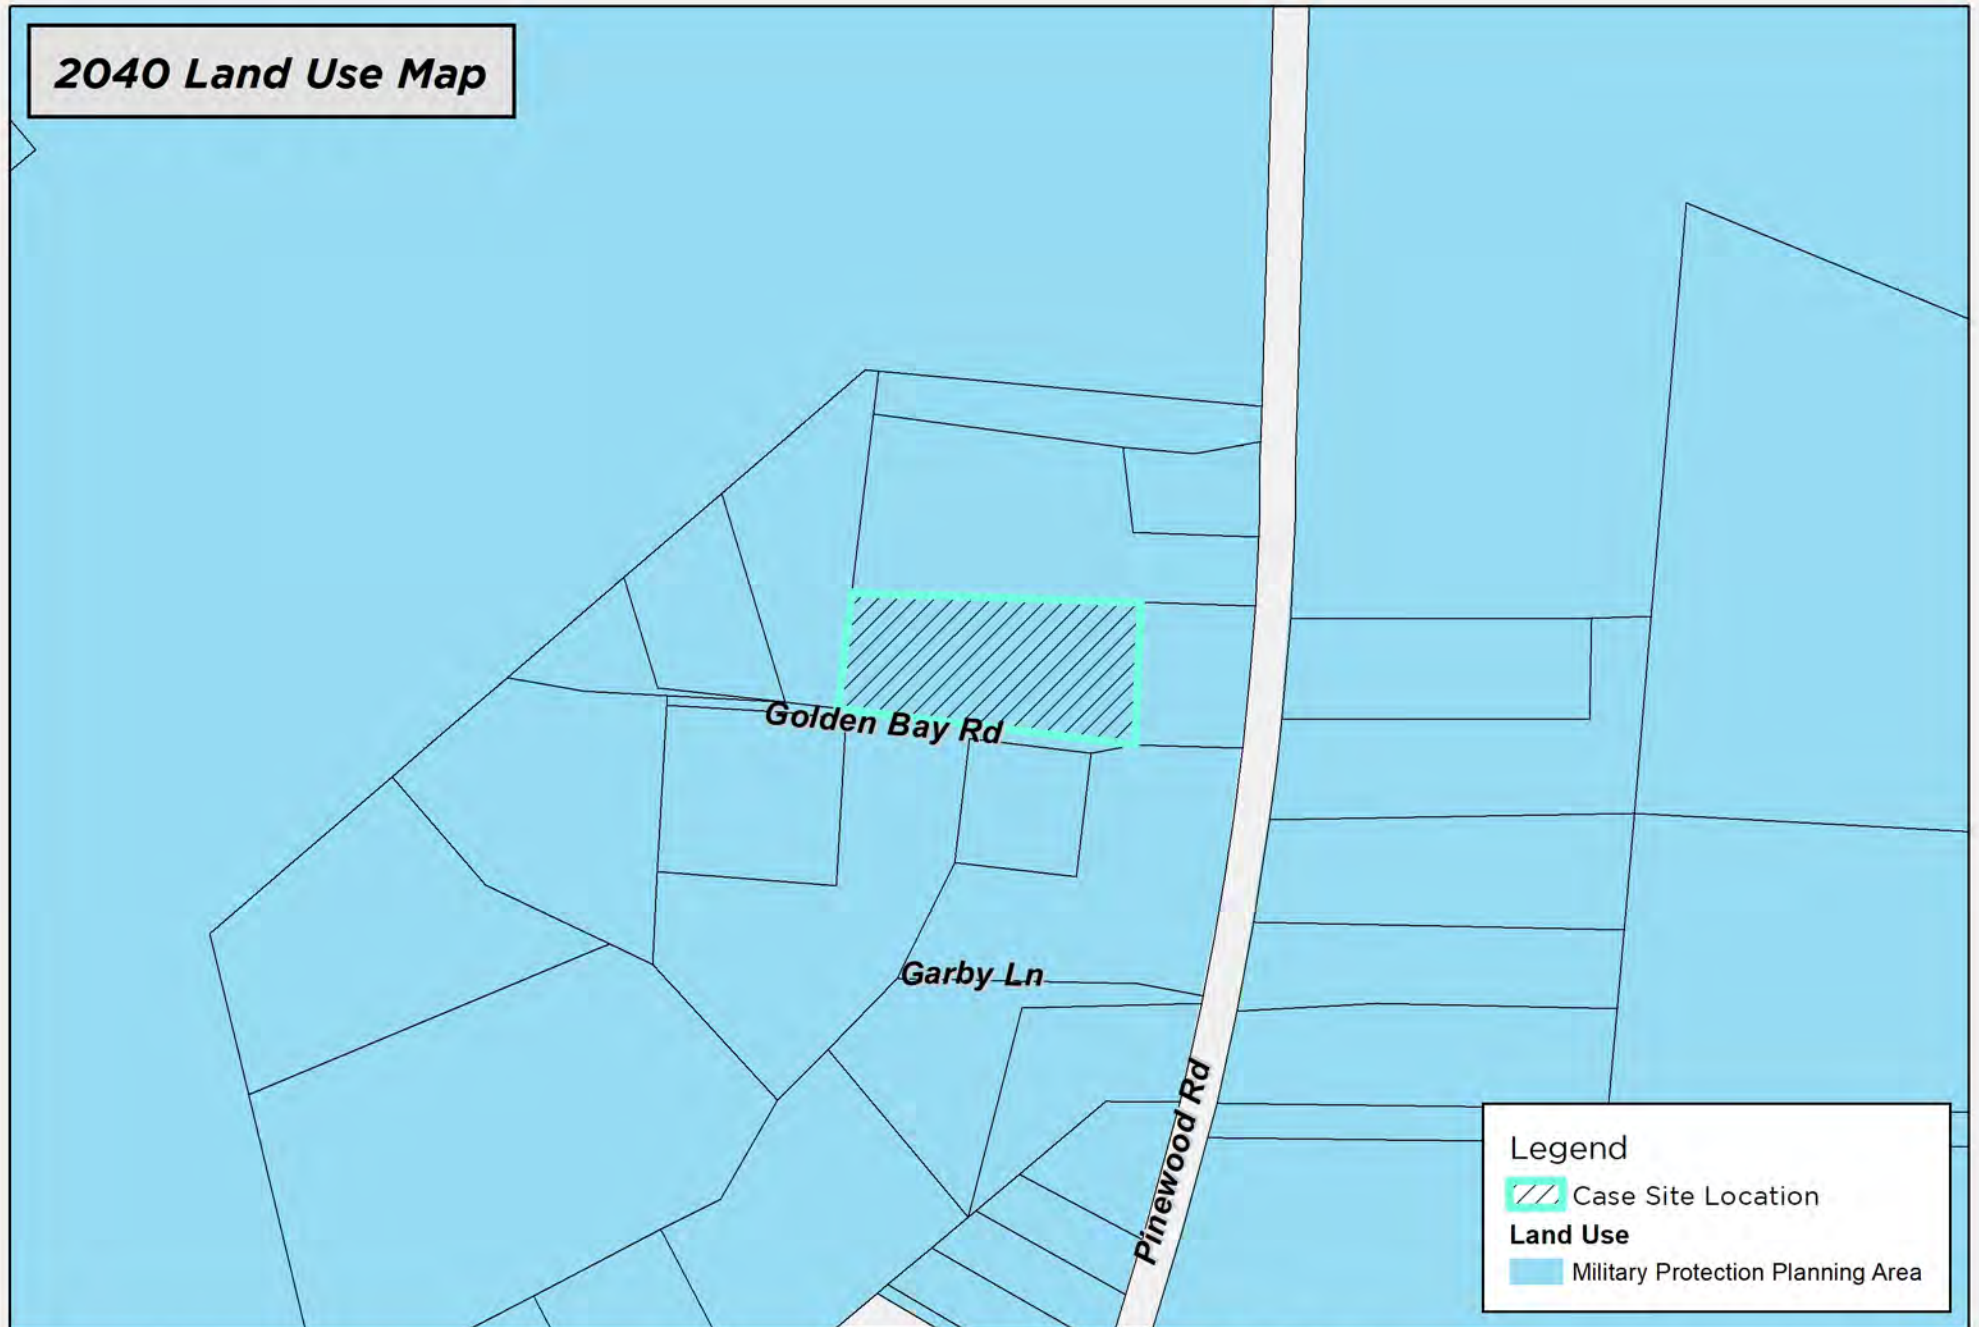 2040 Land Use Map
Golden Bay Rd
Garby Ln
Pinewood Rd
Legend
Case Site Location
Land Use
Military Protection Planning Area